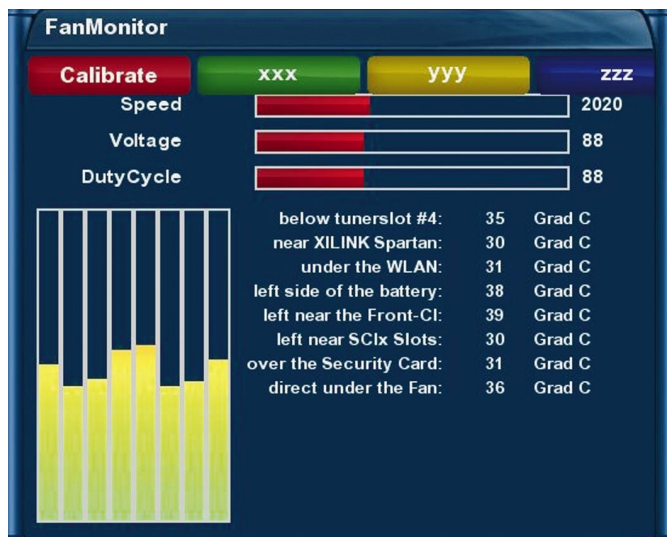 FanMonitor
Calibrate xxx yyy zzz
Speed 2020
Voltage 88
DutyCycle 88
below tunerslot #4: 35 Grad C
near XILINK Spartan: 30 Grad C
under the WLAN: 31 Grad C
left side of the battery: 38 Grad C
left near the Front-CI: 39 Grad C
left near SCIx Slots: 30 Grad C
over the Security Card: 31 Grad C
direct under the Fan: 36 Grad C